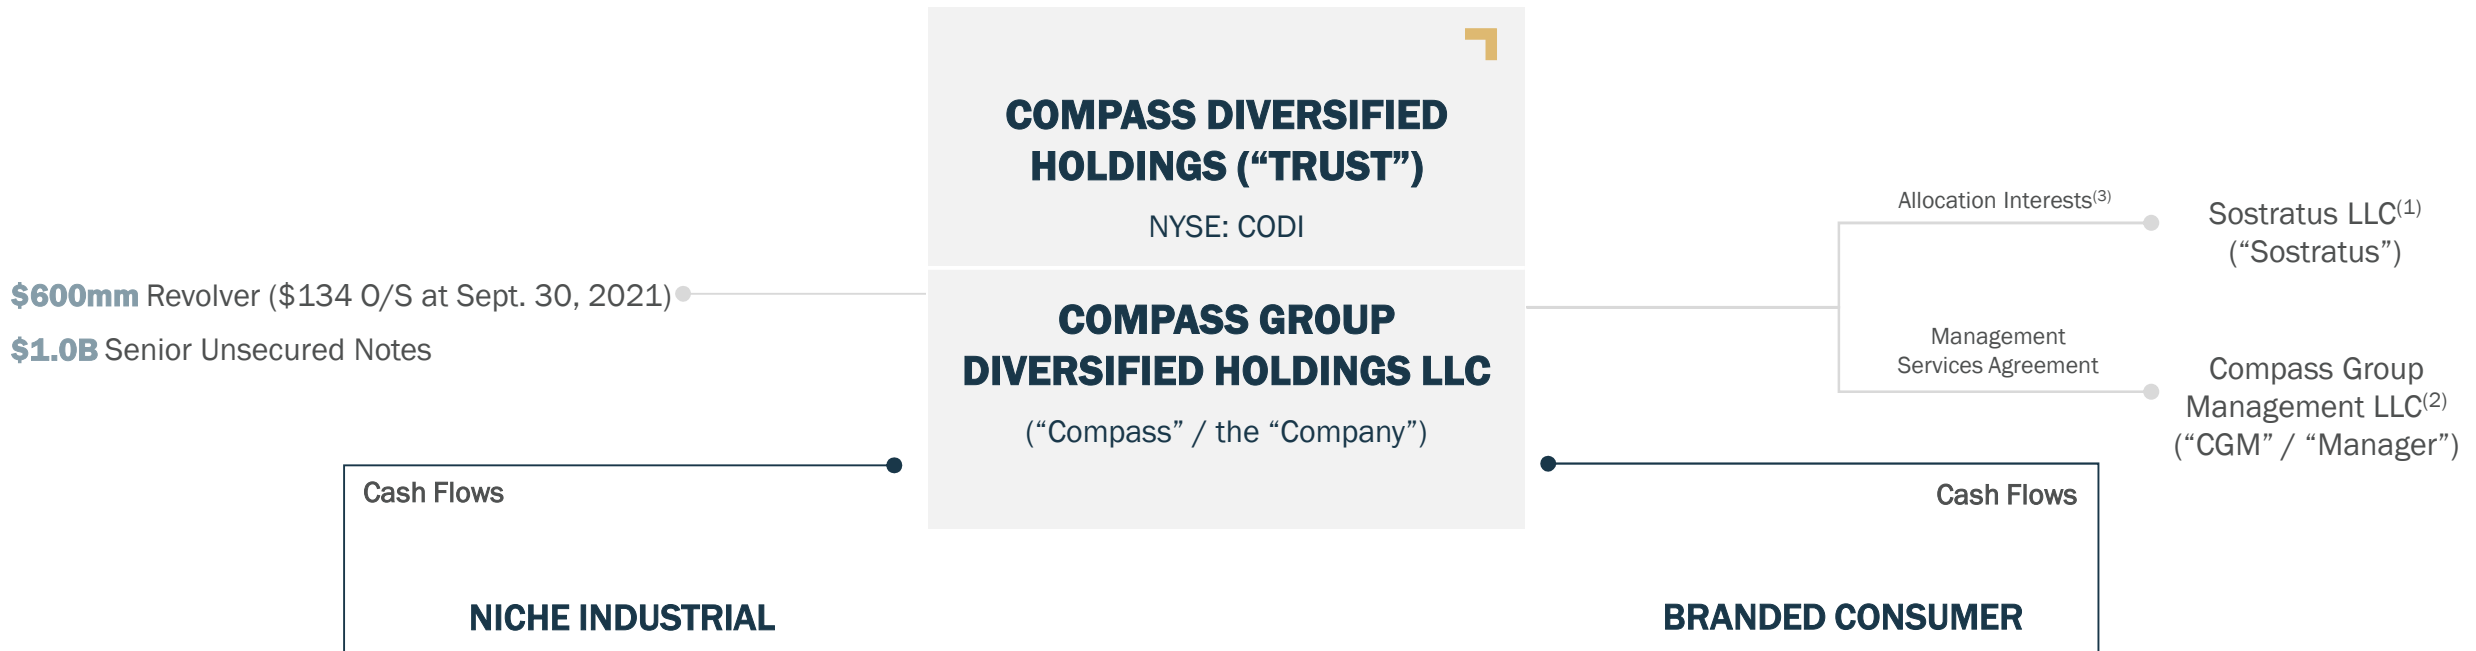 COMPASS DIVERSIFIED
HOLDINGS (“TRUST”)
NYSE: CODI
$600mm Revolver ($134 O/S at Sept. 30, 2021)
$1.0B Senior Unsecured Notes
COMPASS GROUP
DIVERSIFIED HOLDINGS LLC
(“Compass” / the “Company”)
Allocation Interests(3)
Sostratus LLC(1)
(“Sostratus”)
Management
Services Agreement
Compass Group
Management LLC(2)
(“CGM” / “Manager”)
Cash Flows
Cash Flows
NICHE INDUSTRIAL
BRANDED CONSUMER